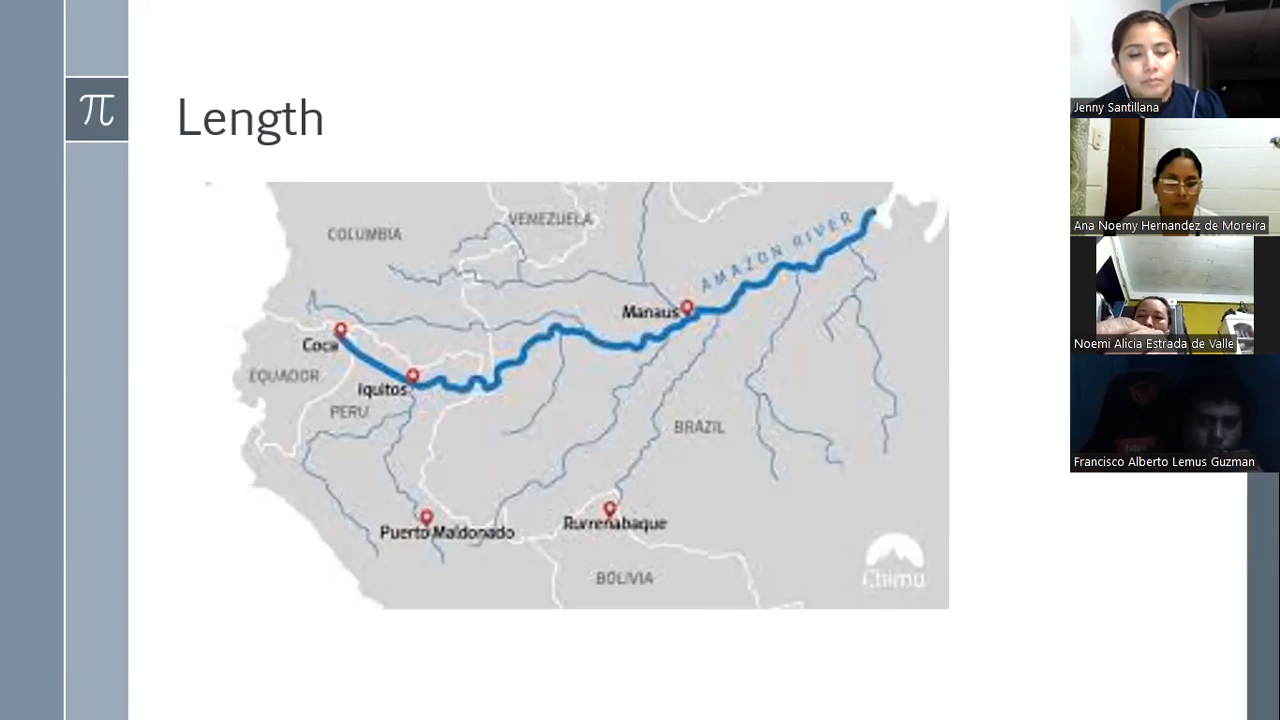 π
Length
COLUMBIA
VENEZUELA
AMAZON RIVER
Manaus
Coca
EQUADOR
Iquitos
PERU
BRAZIL
Puerto Maldonado
Rurrenabaque
BOLIVIA
Chimu
Jenny Santillana
Ana Noemy Hernandez de Moreira
Noemi Alicia Estrada de Valle
Francisco Alberto Lemus Guzman